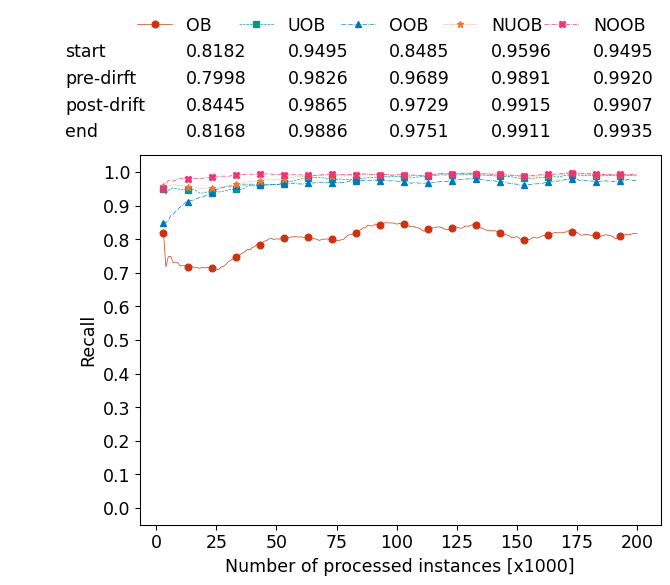 OB UOB OOB NUOB NOOB
start 0.8182 0.9495 0.8485 0.9596 0.9495
pre-dirft 0.7998 0.9826 0.9689 0.9891 0.9920
post-drift 0.8445 0.9865 0.9729 0.9915 0.9907
end 0.8168 0.9886 0.9751 0.9911 0.9935
1.0
0.9
0.8
0.7
0.6
0.5
0.4
0.3
0.2
0.1
0.0
Recall
0 25 50 75 100 125 150 175 200
Number of processed instances [x1000]